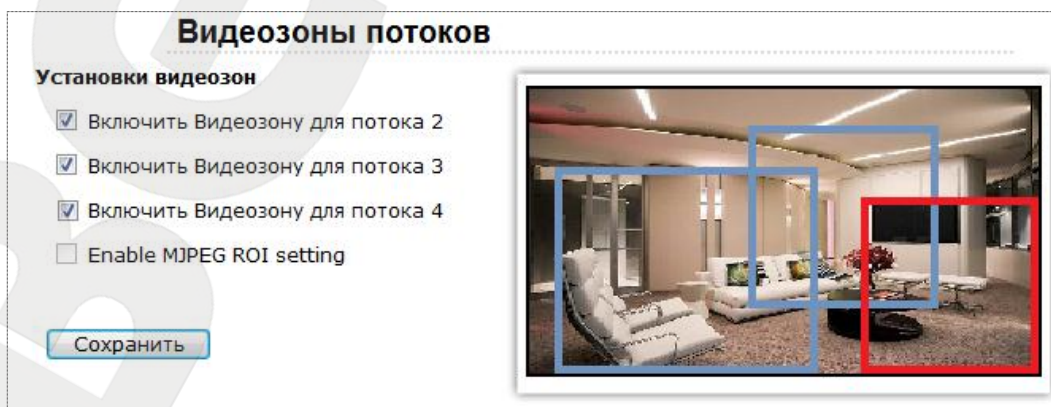 Видеозоны потоков
Установки видеозон
Включить Видеозону для потока 2
Включить Видеозону для потока 3
Включить Видеозону для потока 4
Enable MJPEG ROI setting
Сохранить